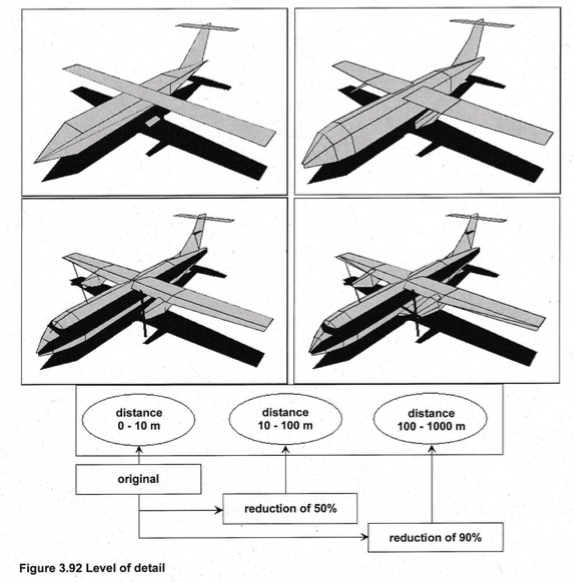 distance
0 - 10 m
distance
10 - 100 m
distance
100 - 1000 m
original
reduction of 50%
reduction of 90%
Figure 3.92 Level of detail